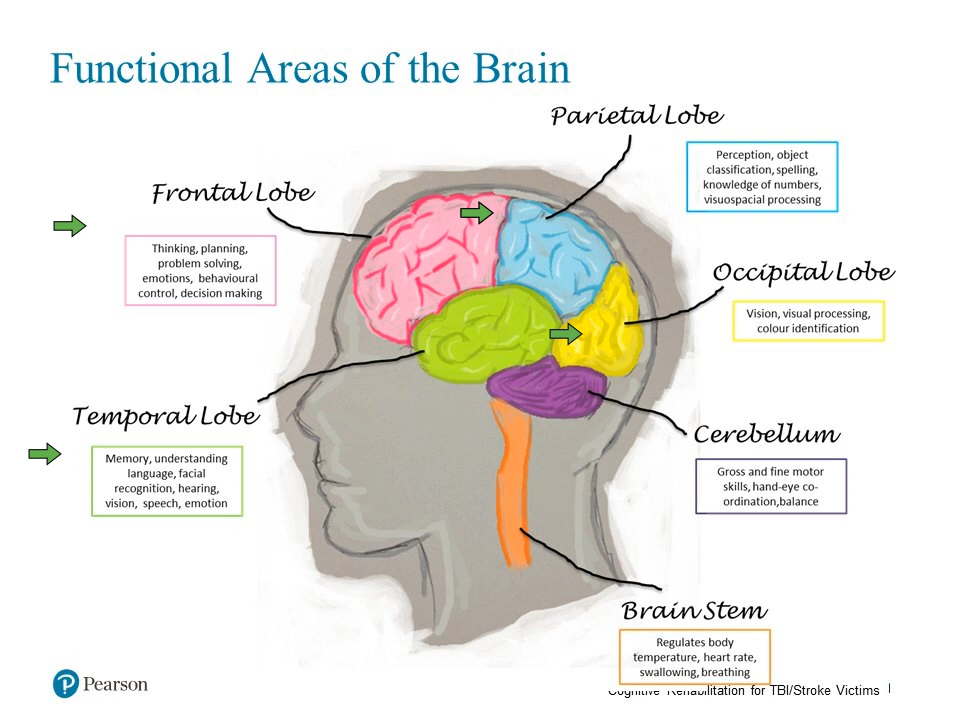 Functional Areas of the Brain
Parietal Lobe
Perception, object
classification, spelling,
knowledge of numbers,
visuospacial processing
Frontal Lobe
Thinking, planning,
problem solving,
emotions, behavioural
control, decision making
Occipital Lobe
Vision, visual processing,
colour identification
Temporal Lobe
Memory, understanding
language, facial
recognition, hearing,
vision, speech, emotion
Cerebellum
Gross and fine motor
skills, hand-eye co-
ordination,balance
Brain Stem
Regulates body
temperature, heart rate,
swallowing, breathing
Pearson
Cognitive Rehabilitation for TBI/Stroke Victims |